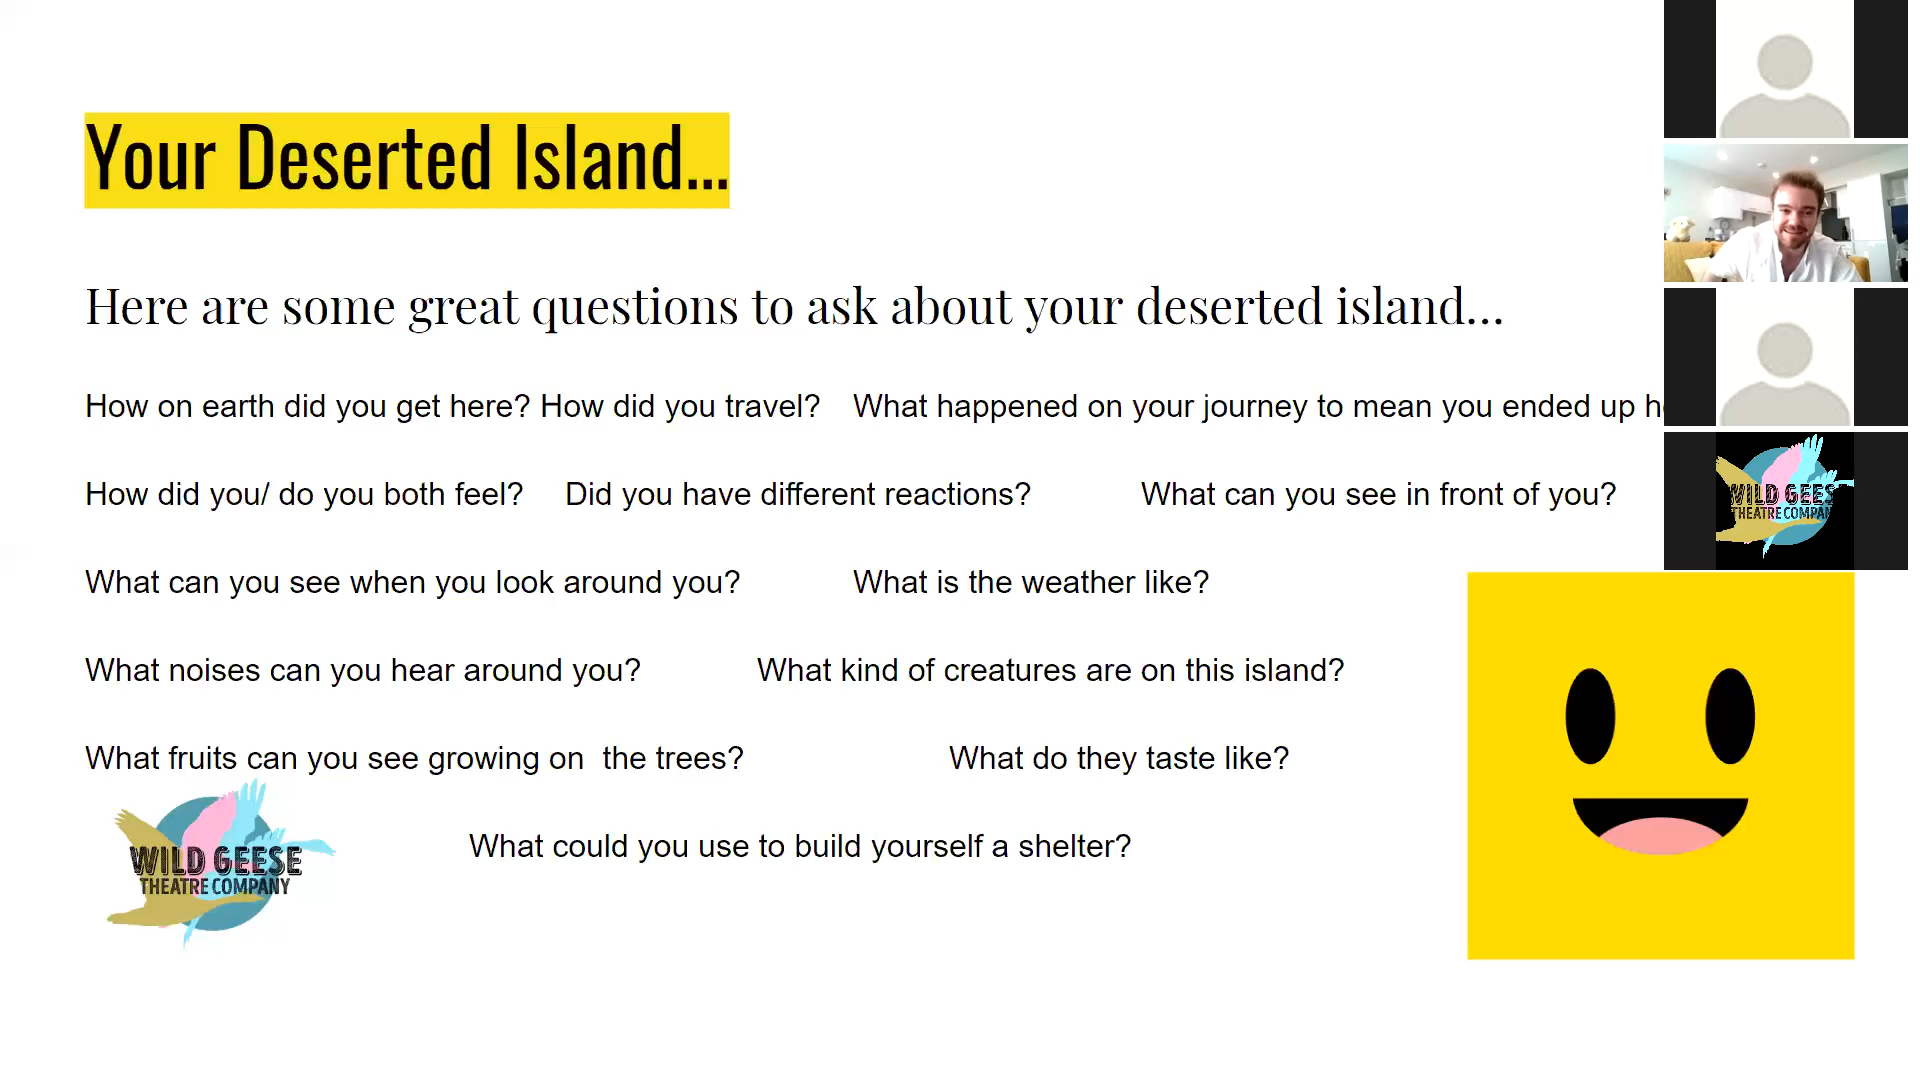 Your Deserted Island...
Here are some great questions to ask about your deserted island...
How on earth did you get here? How did you travel? What happened on your journey to mean you ended up
How did you/ do you both feel? Did you have different reactions? What can you see in front of you?
What can you see when you look around you? What is the weather like?
What noises can you hear around you? What kind of creatures are on this island?
What fruits can you see growing on the trees? What do they taste like?
What could you use to build yourself a shelter?
WILD GEESE
THEATRE COMPANY
WILD GEES
THEATRE COMPAN